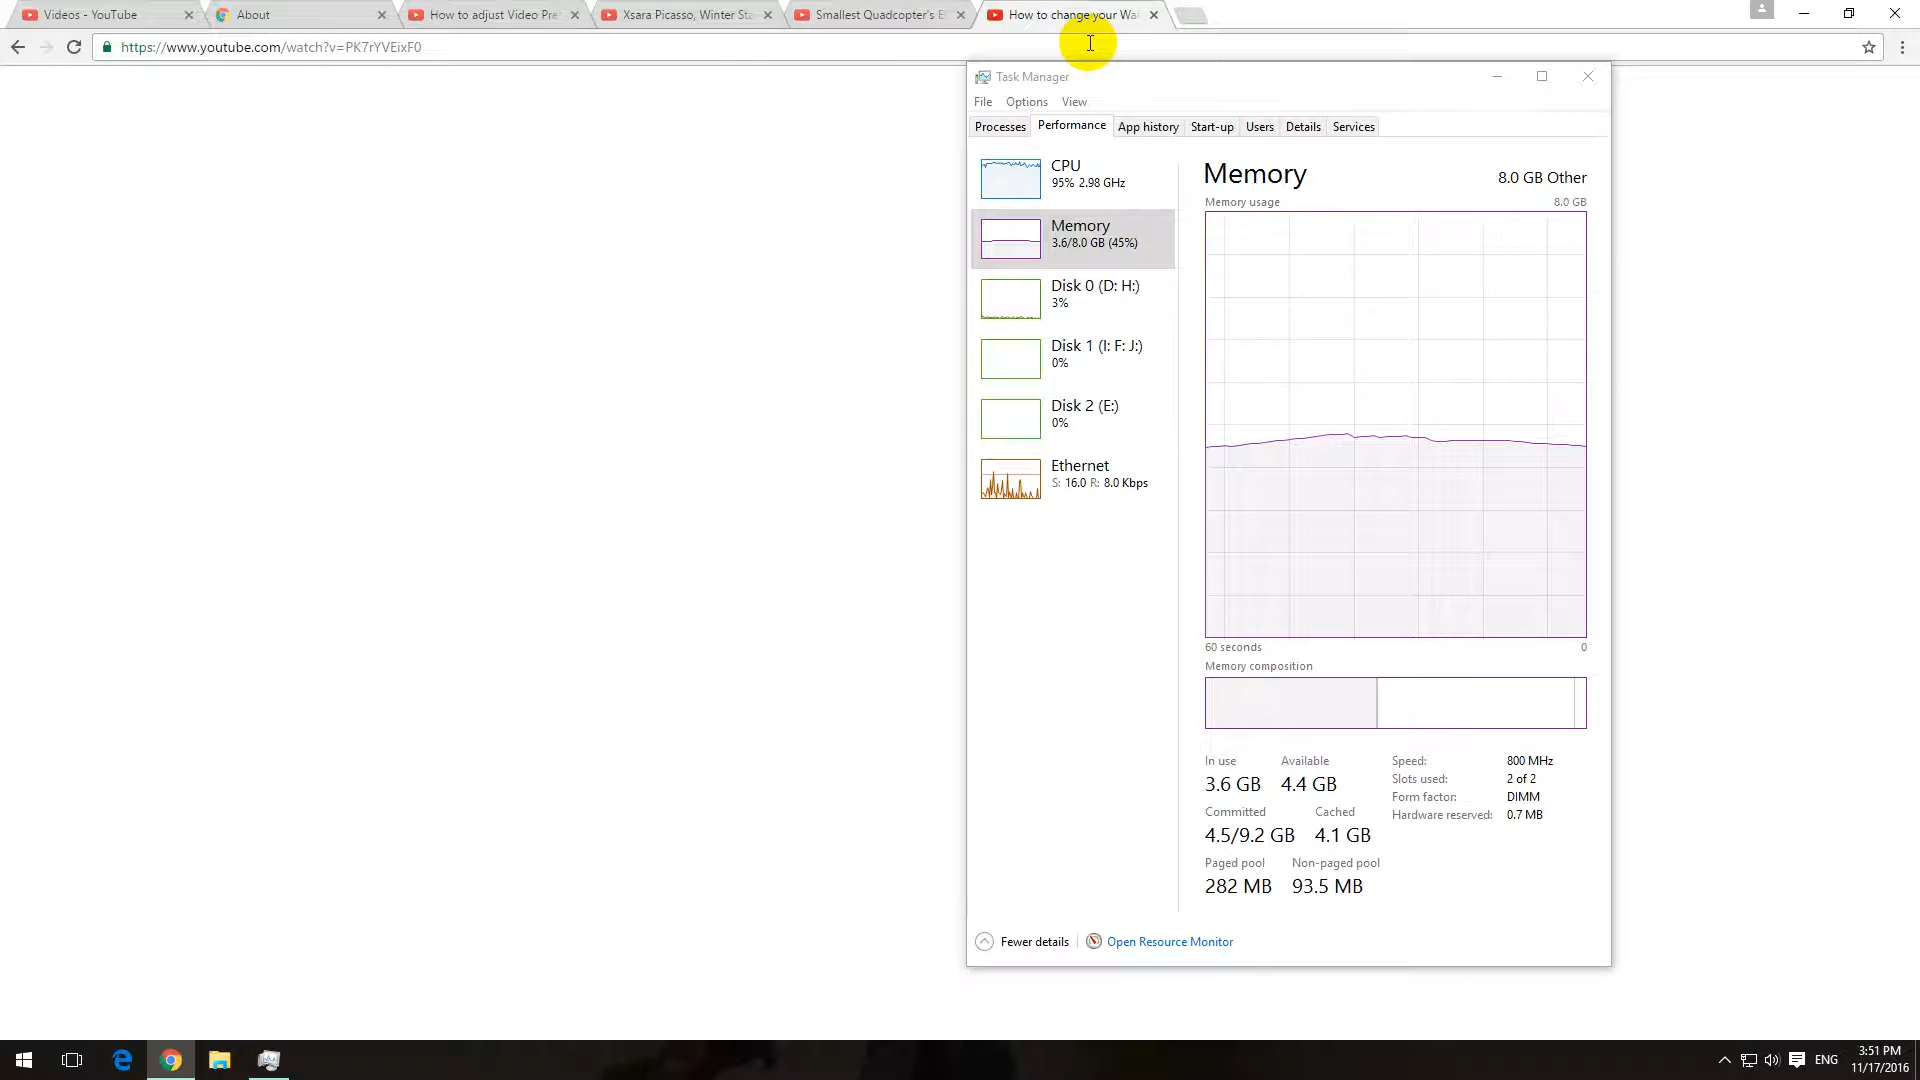 Videos - YouTube
About
How to adjust Video Pre
Xsara Picasso, Winter Sta
Smallest Quadcopter's E
How to change your Wal
https://www.youtube.com/watch?v=PK7rYVEixF0
Task Manager
File Options View
Processes Performance App history Start-up Users Details Services
CPU
95% 2.98 GHz
Memory
3.6/8.0 GB (45%)
Disk 0 (D: H:)
3%
Disk 1 (I: F: J:)
0%
Disk 2 (E:)
0%
Ethernet
S: 16.0 R: 8.0 Kbps
Memory 8.0 GB Other
Memory usage 8.0 GB
60 seconds 0
Memory composition
In use Available
3.6 GB 4.4 GB
Committed Cached
4.5/9.2 GB 4.1 GB
Paged pool Non-paged pool
282 MB 93.5 MB
Speed: 800 MHz
Slots used: 2 of 2
Form factor: DIMM
Hardware reserved: 0.7 MB
Fewer details Open Resource Monitor
ENG
3:51 PM
11/17/2016